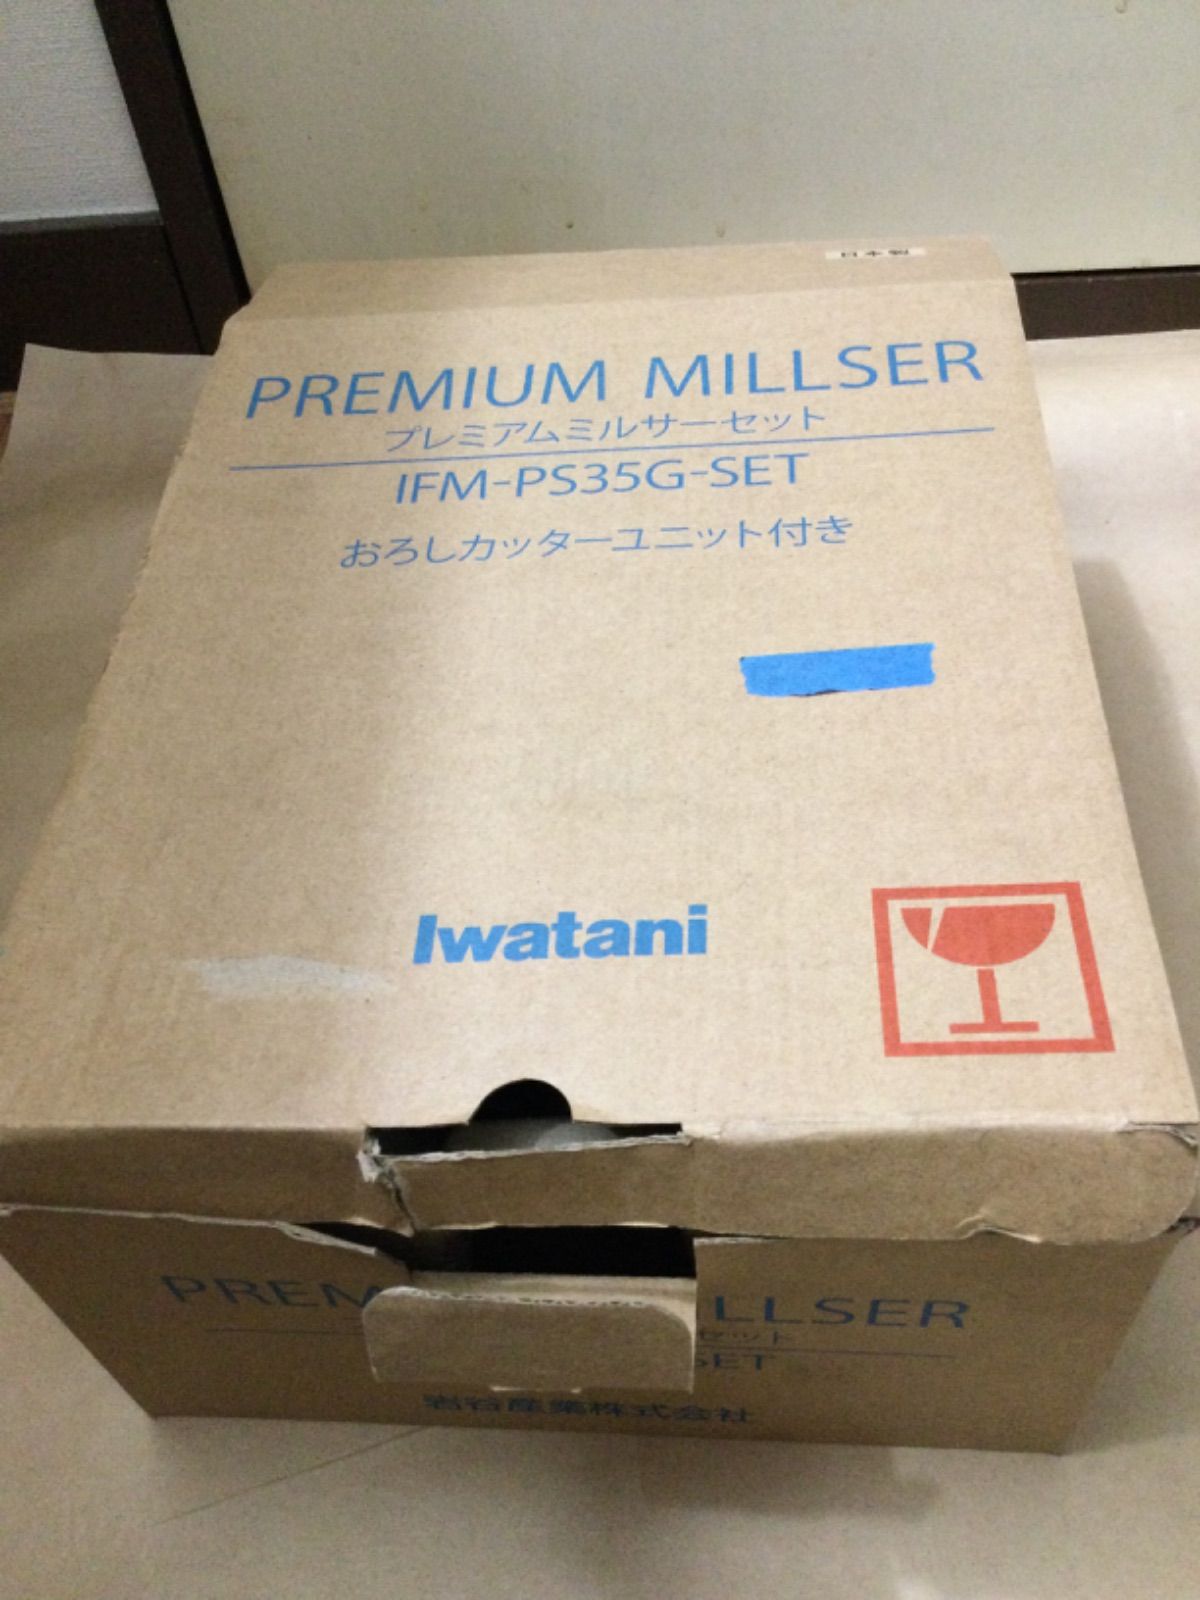 日本製
PREMIUM MILLSER
プレミアムミルサーセット
IFM-PS35G-SET
おろしカッターユニット付き
Iwatani
PREM LLSER
セット
SET
岩谷産業株式会社